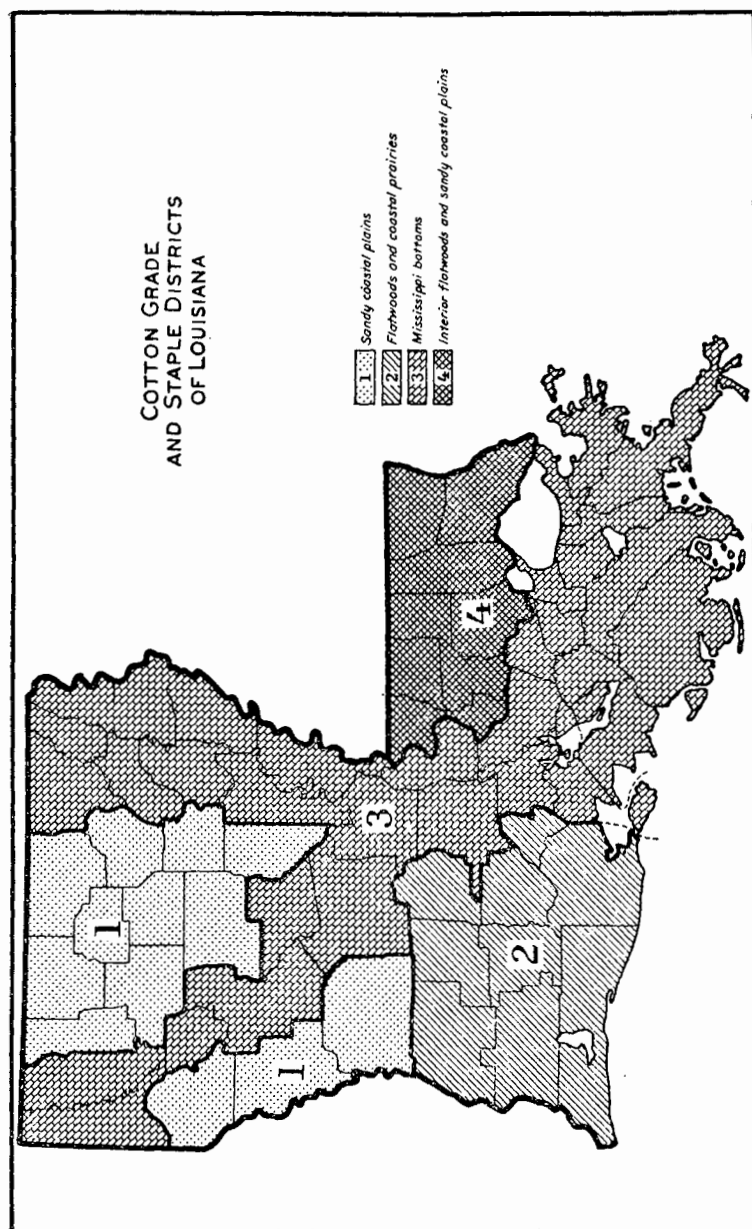 COTTON GRADE
AND STAPLE DISTRICTS
OF LOUISIANA
1 Sandy coastal plains
2 Flatwoods and coastal prairies
3 Mississippi bottoms
4 Interior flatwoods and sandy coastal plains
1
1
3
4
2